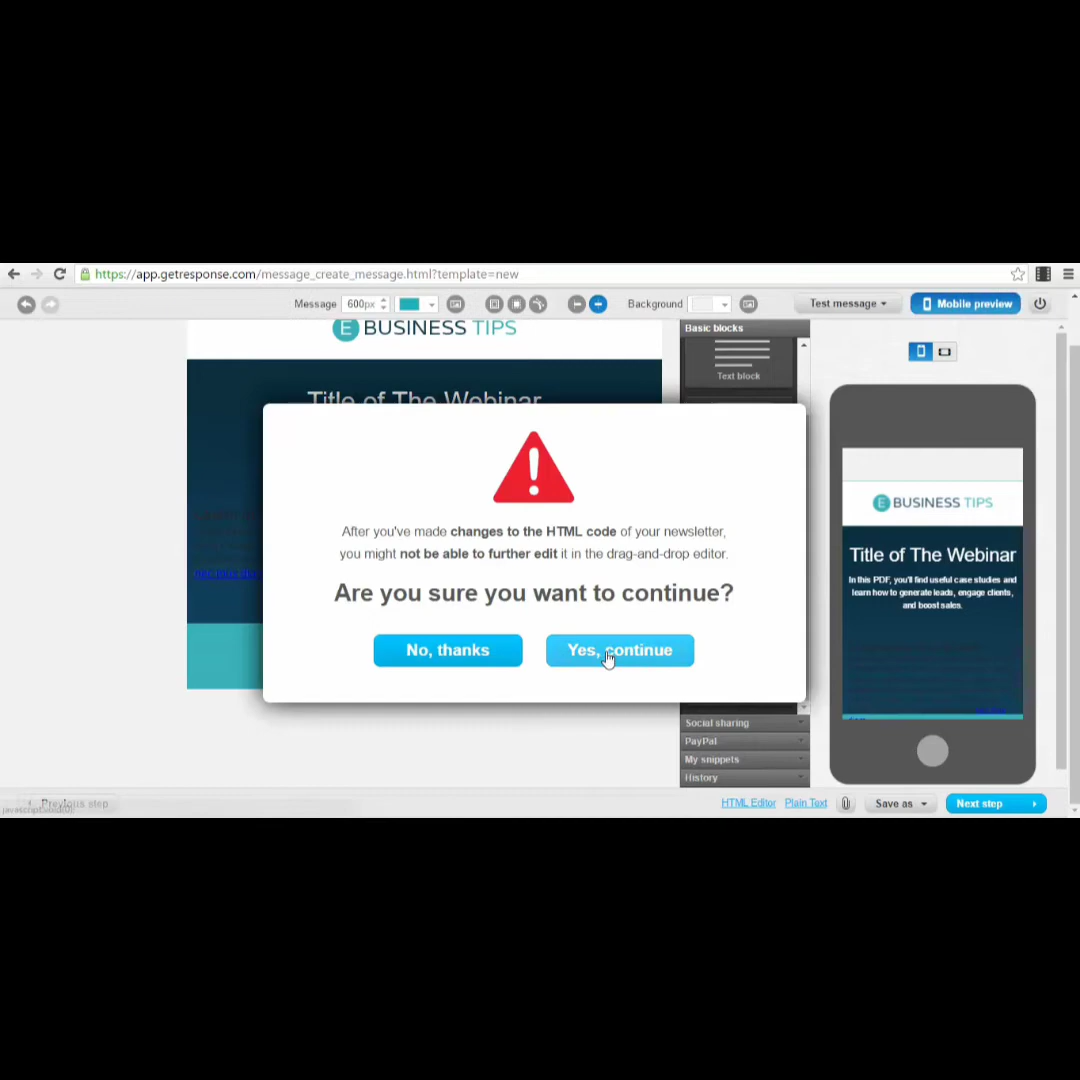 https://app.getresponse.com/message_create_message.html?template=new
Message 600px Background Test message Mobile preview
E BUSINESS TIPS
Title of The Webinar
Basic blocks
Text block
After you've made changes to the HTML code of your newsletter,
you might not be able to further edit it in the drag-and-drop editor.
Are you sure you want to continue?
No, thanks Yes, continue
Social sharing
PayPal
My snippets
History
E BUSINESS TIPS
Title of The Webinar
In this PDF, you'll find useful case studies and
learn how to generate leads, engage clients,
and boost sales.
Previous step
HTML Editor Plain Text Save as Next step